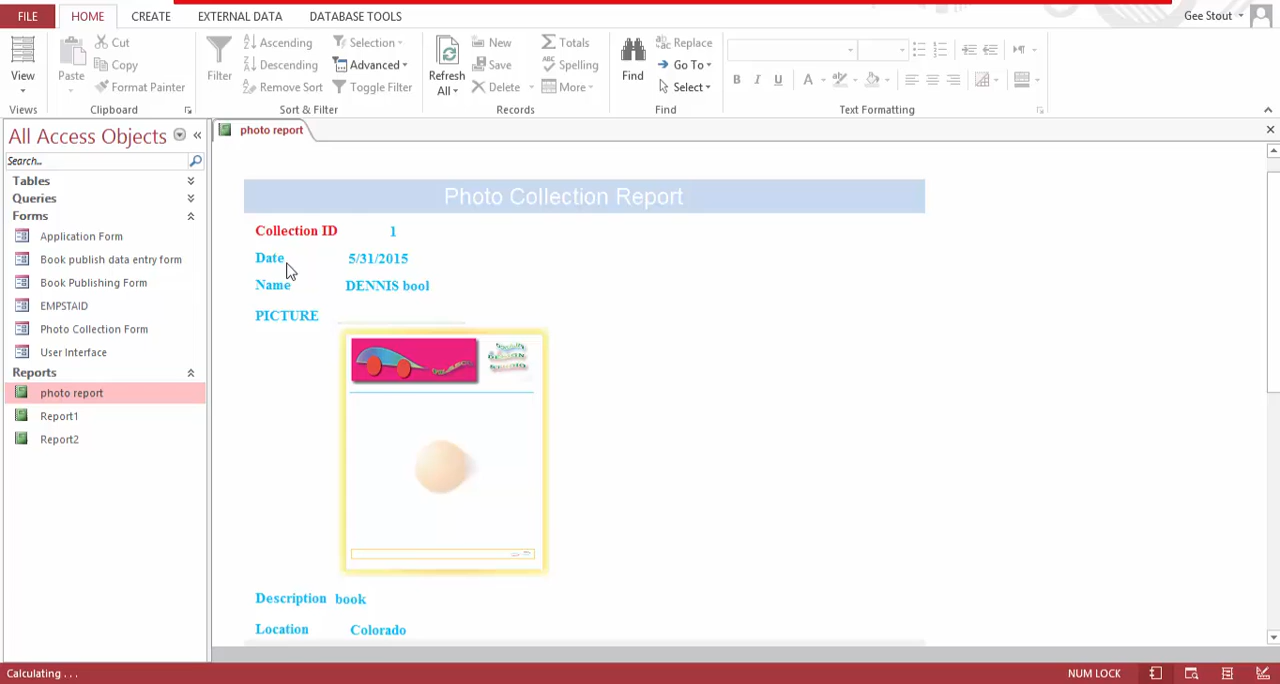 FILE HOME CREATE EXTERNAL DATA DATABASE TOOLS Gee Stout
View
Views
Paste
Cut
Copy
Format Painter
Clipboard
Filter
Ascending
Descending
Remove Sort
Selection
Advanced
Toggle Filter
Sort & Filter
Refresh
All
New
Save
Delete
Totals
Spelling
More
Records
Find
Replace
Go To
Select
Find
B I U A
Text Formatting
All Access Objects
Search...
Tables
Queries
Forms
Application Form
Book publish data entry form
Book Publishing Form
EMPSTAID
Photo Collection Form
User Interface
Reports
photo report
Report1
Report2
photo report
Photo Collection Report
Collection ID 1
Date 5/31/2015
Name DENNIS bool
PICTURE
Description book
Location Colorado
Calculating . . . NUM LOCK